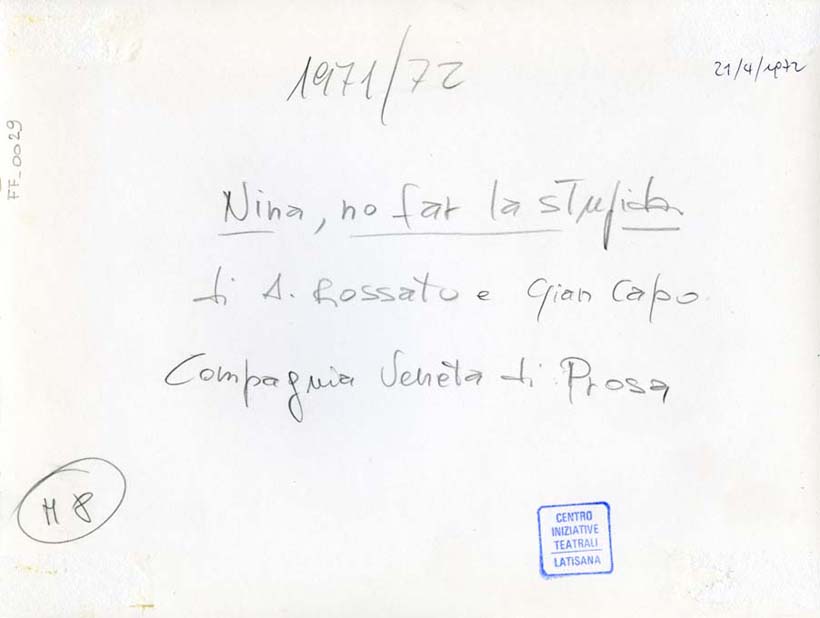 1971/72
21/4/1972
FF_0029
Nina, no far la stupida
di A. Rossato e Gian Capo
Compagnia Veneta di Prosa
M 8
CENTRO
INIZIATIVE
TEATRALI
LATISANA